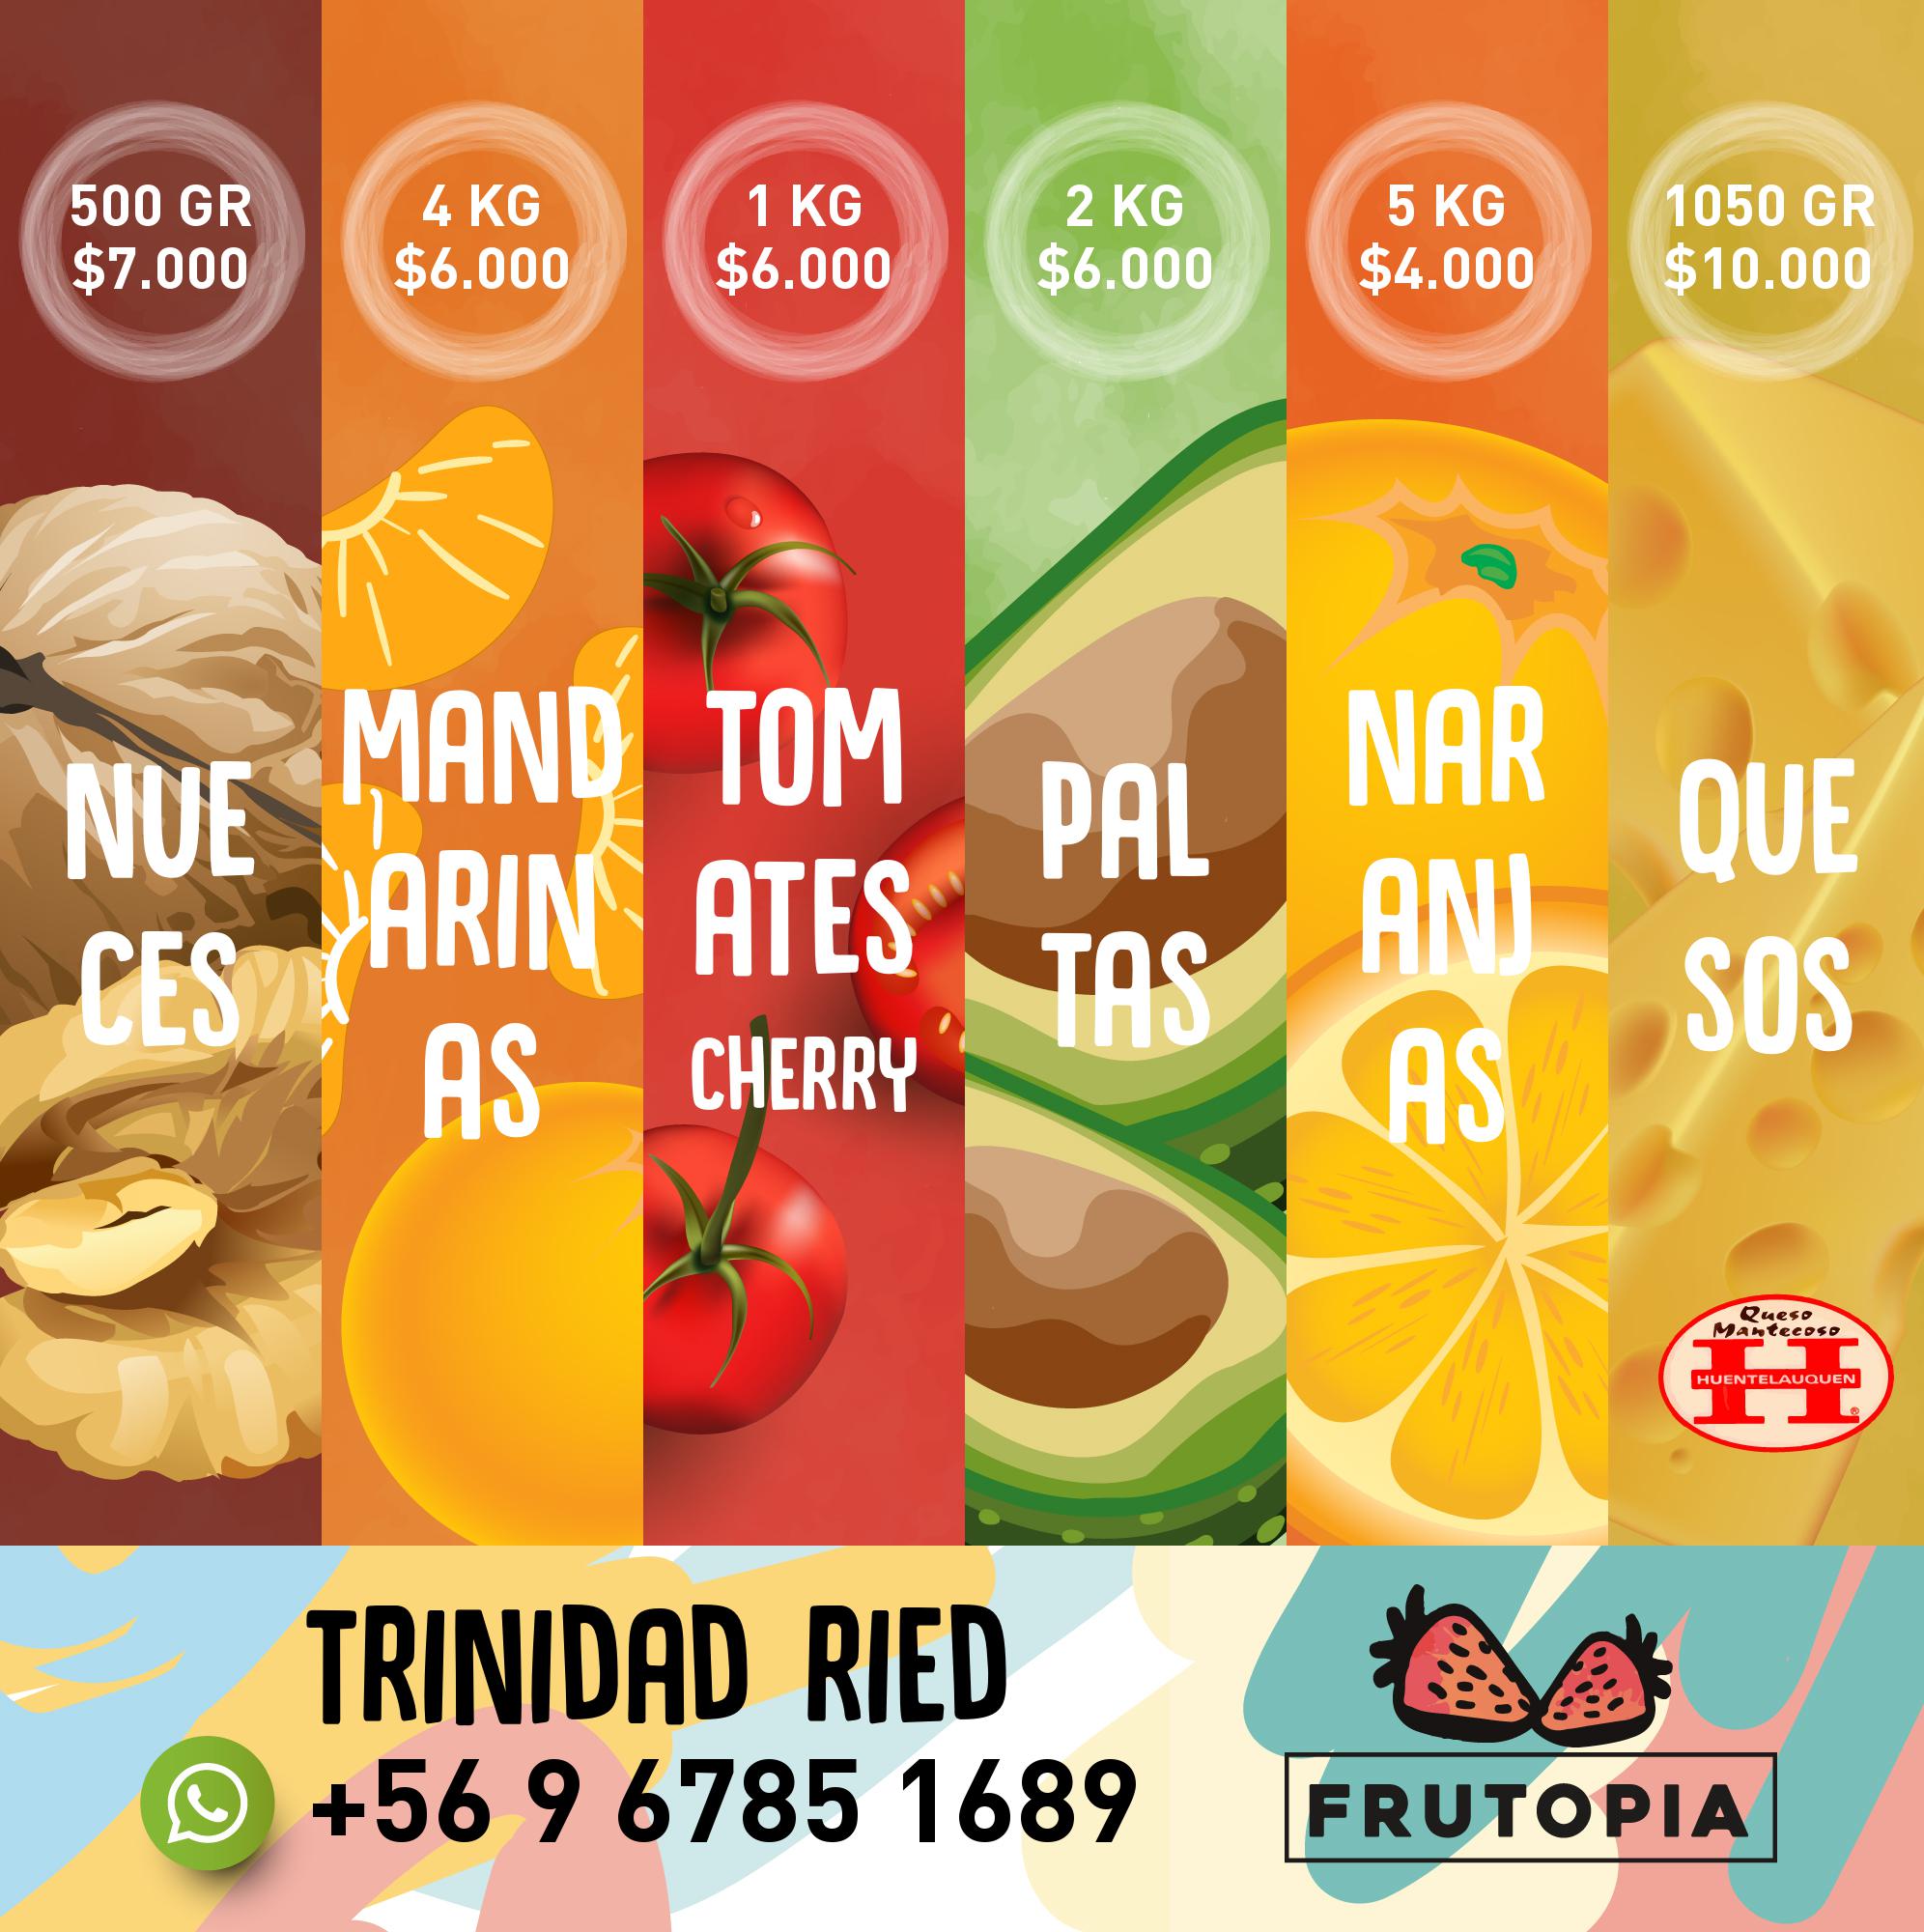 500 GR
$7.000
NUE
CES
4 KG
$6.000
MAND
ARIN
AS
1 KG
$6.000
TOM
ATES
CHERRY
2 KG
$6.000
PAL
TAS
5 KG
$4.000
NAR
ANJ
AS
1050 GR
$10.000
QUE
SOS
Queso
Mantecoso
H
HUENTELAUQUEN
®
TRINIDAD RIED
+56 9 6785 1689
FRUTOPIA